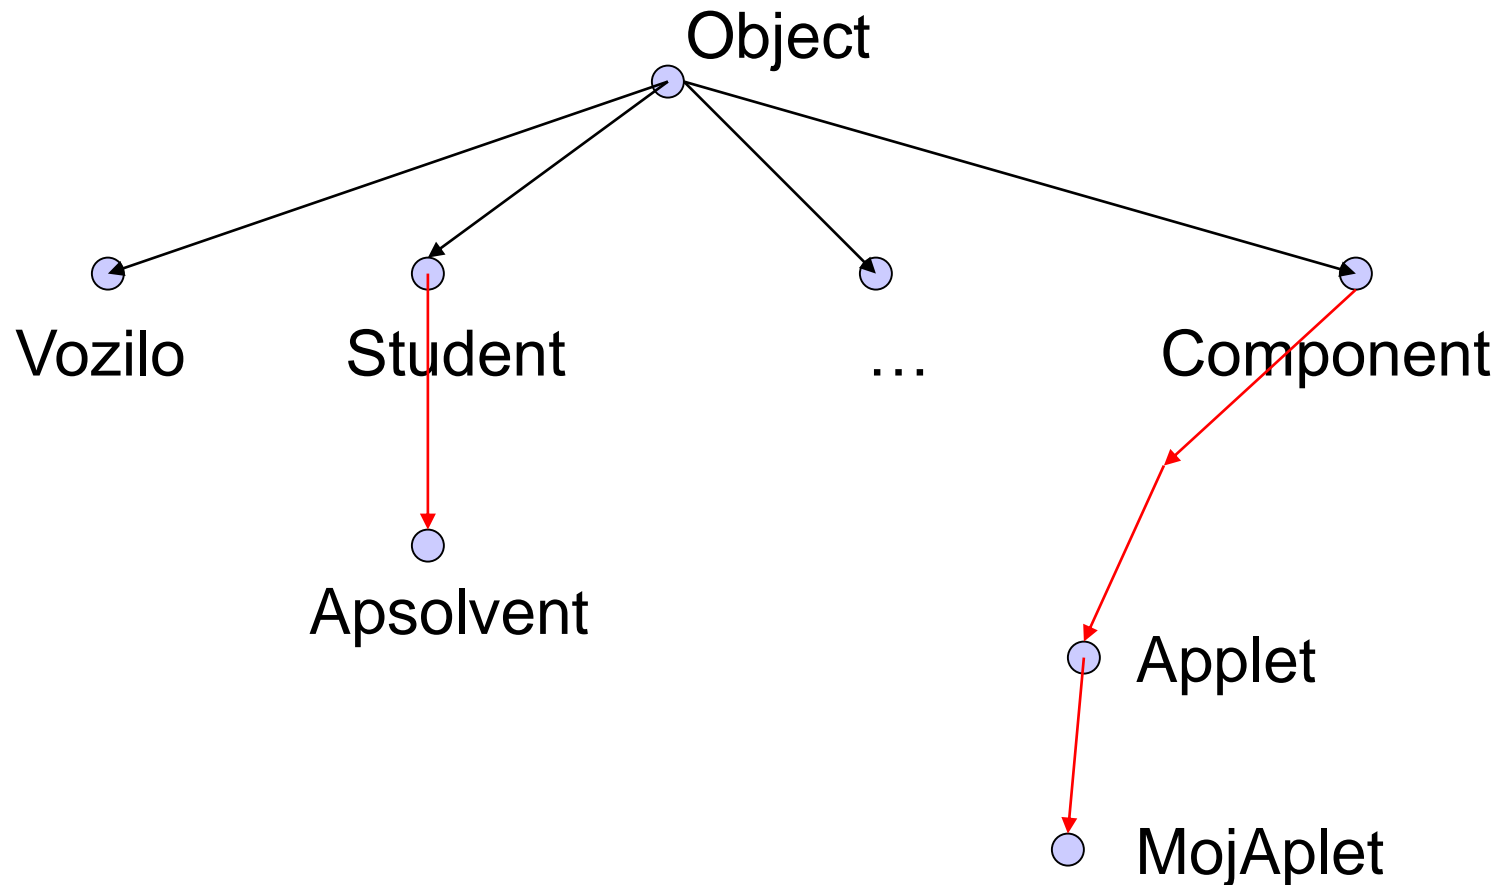 Object
Vozilo Student … Component
Apsolvent
Applet
MojAplet